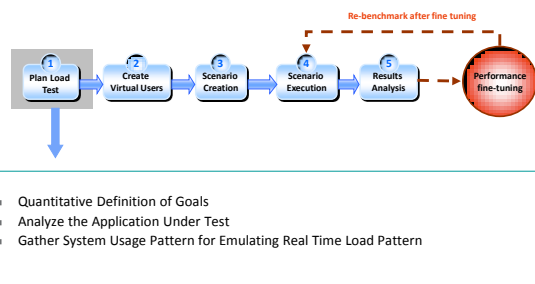 Re-benchmark after fine tuning
1 2 3 4 5
Plan Load Test
Create Virtual Users
Scenario Creation
Scenario Execution
Results Analysis
Performance fine-tuning
Quantitative Definition of Goals
Analyze the Application Under Test
Gather System Usage Pattern for Emulating Real Time Load Pattern